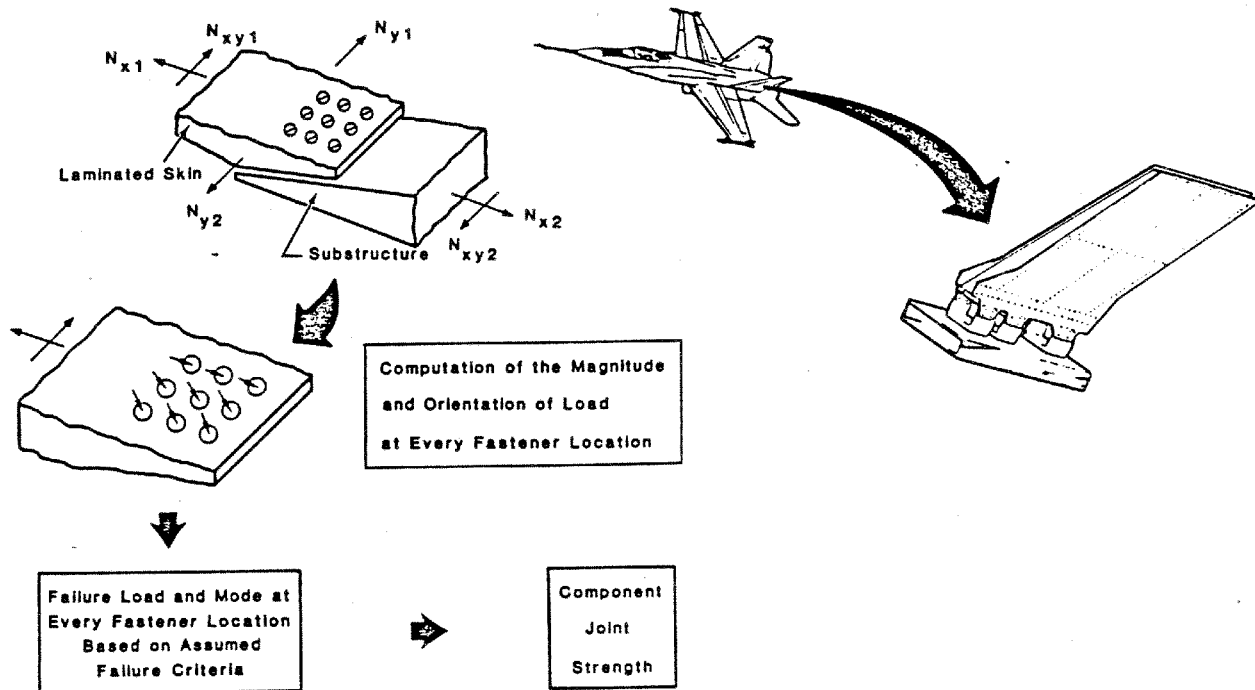 N xy1
N y1
N x1
Laminated Skin
N y2
N x2
Substructure
N xy2
Computation of the Magnitude
and Orientation of Load
at Every Fastener Location
Failure Load and Mode at
Every Fastener Location
Based on Assumed
Failure Criteria
Component
Joint
Strength